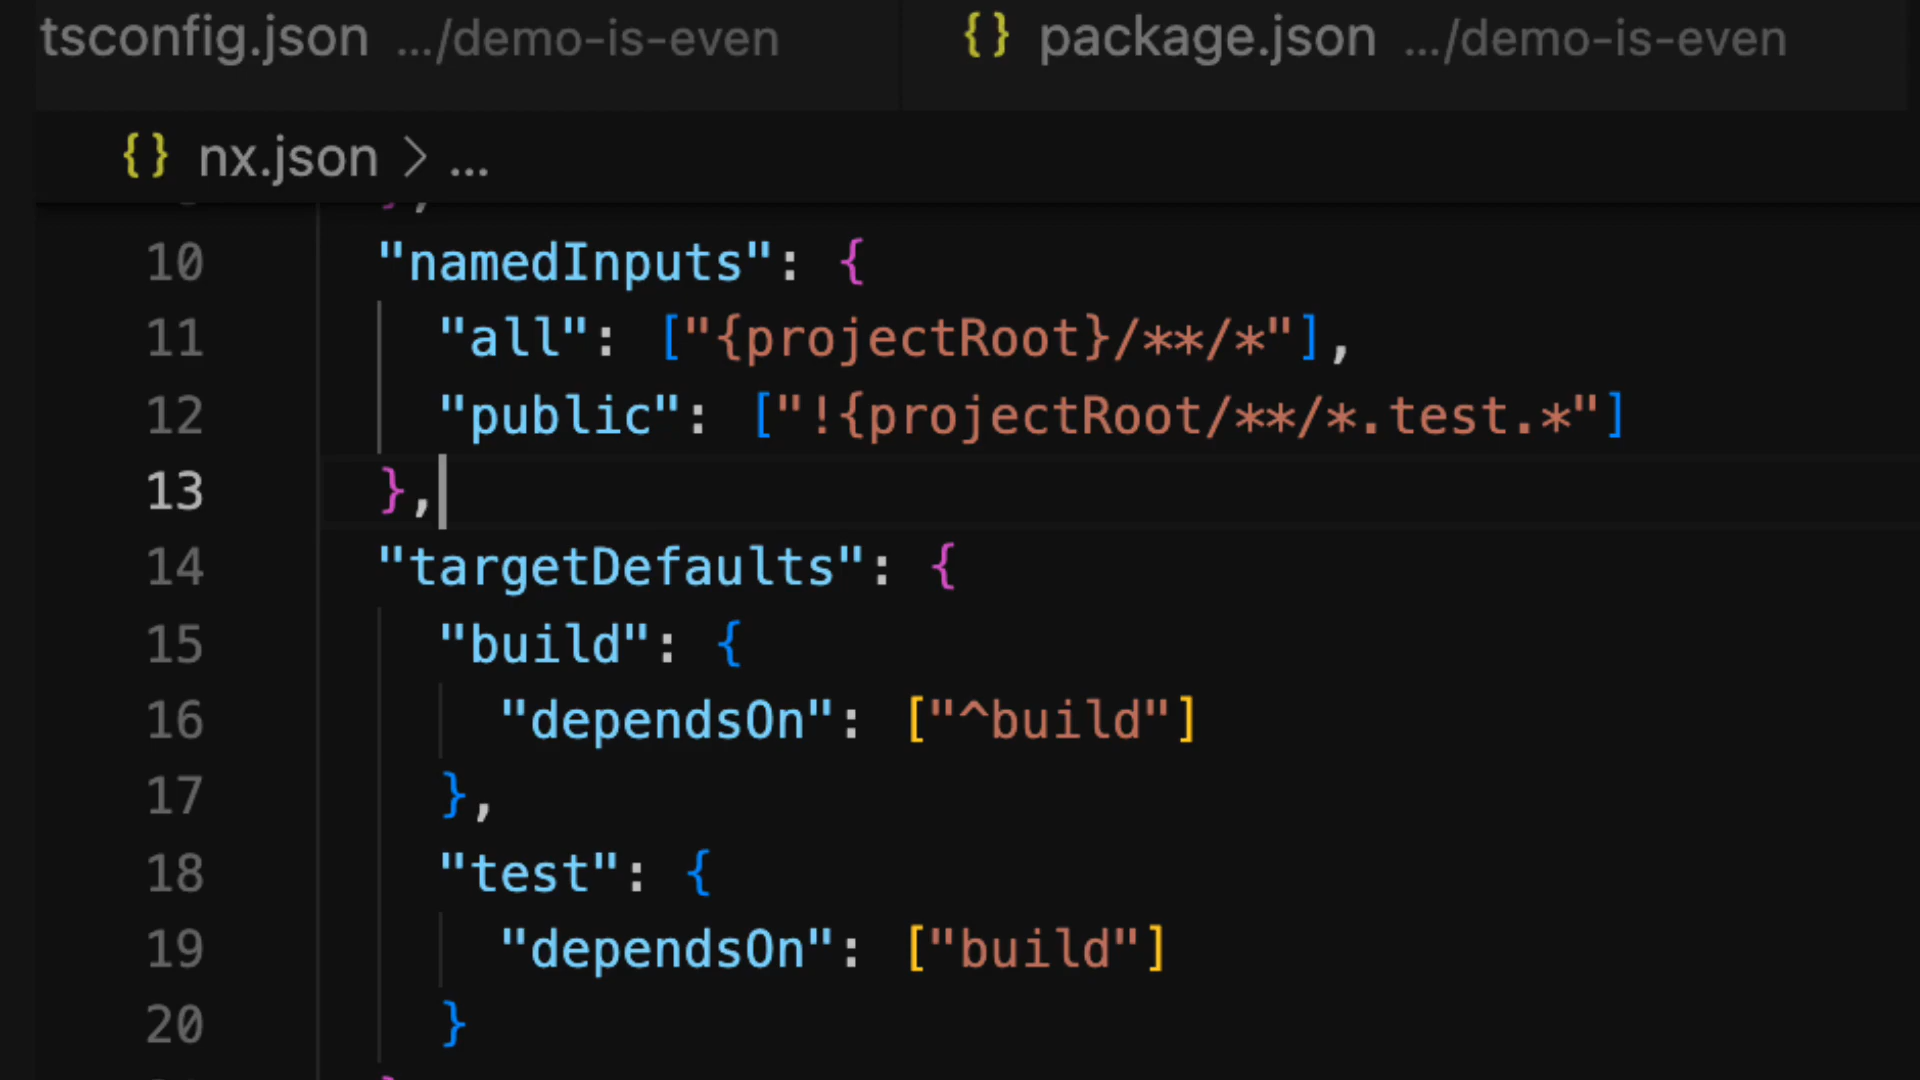 tsconfig.json .../demo-is-even {} package.json .../demo-is-even
{} nx.json > ...
10 "namedInputs": {
11 "all": ["{projectRoot}/**/*"],
12 "public": ["!{projectRoot/**/*.test.*"]
13 },
14 "targetDefaults": {
15 "build": {
16 "dependsOn": ["^build"]
17 },
18 "test": {
19 "dependsOn": ["build"]
20 }